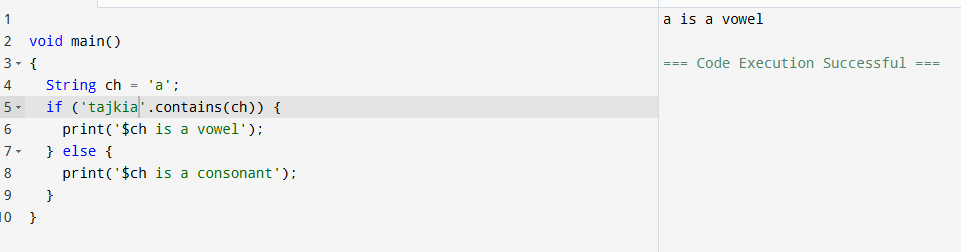 1
2 void main()
3 {
4 String ch = 'a';
5 if ('tajkia'.contains(ch)) {
6 print('$ch is a vowel');
7 } else {
8 print('$ch is a consonant');
9 }
10 }
a is a vowel
=== Code Execution Successful ===